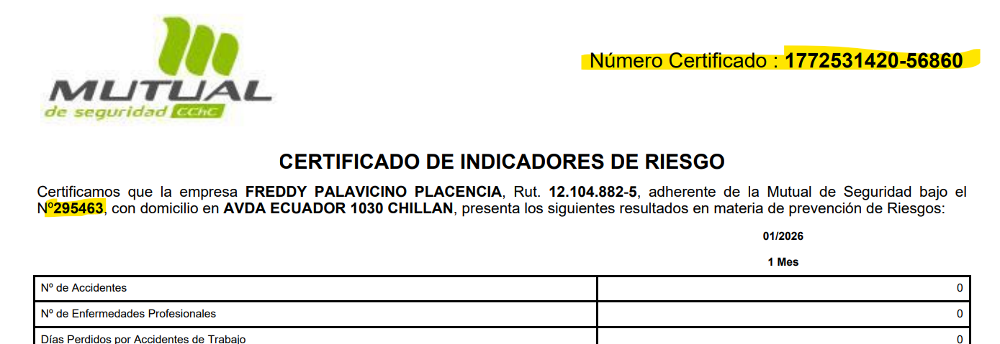 MUTUAL
de seguridad CChC
Número Certificado : 1772531420-56860
CERTIFICADO DE INDICADORES DE RIESGO
Certificamos que la empresa FREDDY PALAVICINO PLACENCIA, Rut. 12.104.882-5, adherente de la Mutual de Seguridad bajo el
Nº295463, con domicilio en AVDA ECUADOR 1030 CHILLAN, presenta los siguientes resultados en materia de prevención de Riesgos:
01/2026
1 Mes
Nº de Accidentes 0
Nº de Enfermedades Profesionales 0
Días Perdidos por Accidentes de Trabajo 0